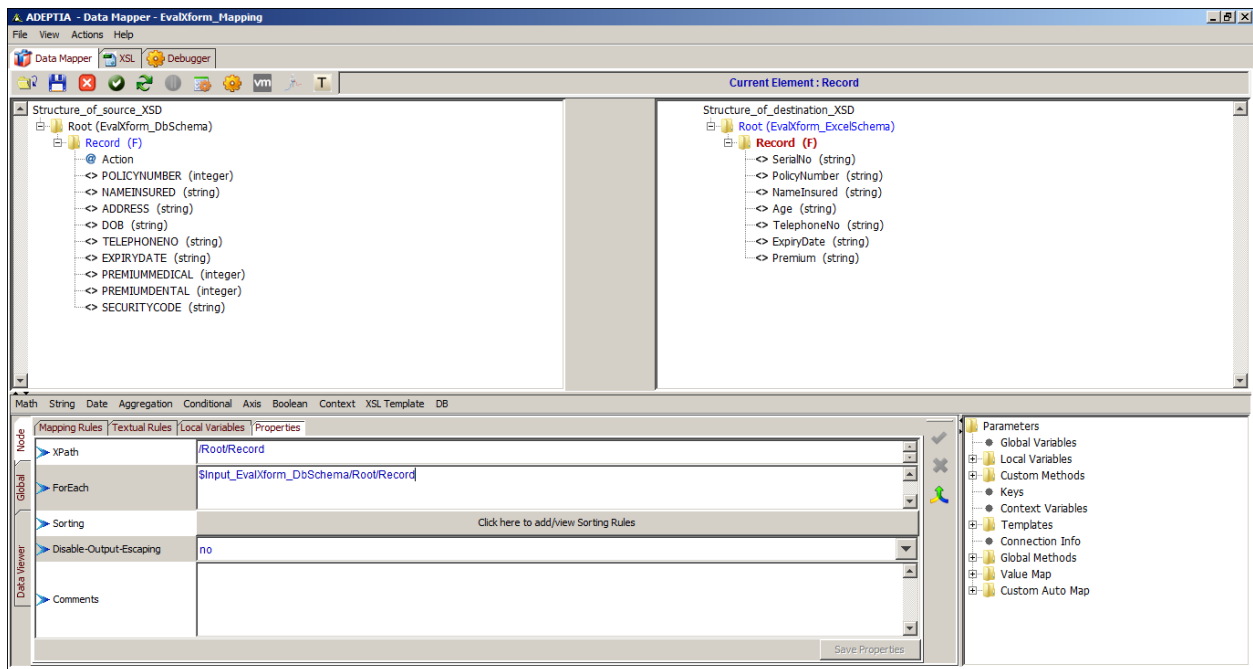 ADEPTIA - Data Mapper - EvalXform_Mapping
File View Actions Help
Data Mapper XSL Debugger
vm T Current Element : Record
Structure_of_source_XSD
Root (EvalXform_DbSchema)
Record (F)
@ Action
<> POLICYNUMBER (integer)
<> NAMEINSURED (string)
<> ADDRESS (string)
<> DOB (string)
<> TELEPHONENO (string)
<> EXPIRYDATE (string)
<> PREMIUMMEDICAL (integer)
<> PREMIUMDENTAL (integer)
<> SECURITYCODE (string)
Structure_of_destination_XSD
Root (EvalXform_ExcelSchema)
Record (F)
<> SerialNo (string)
<> PolicyNumber (string)
<> NameInsured (string)
<> Age (string)
<> TelephoneNo (string)
<> ExpiryDate (string)
<> Premium (string)
Math String Date Aggregation Conditional Axis Boolean Context XSL Template DB
Node
Global
Data Viewer
Mapping Rules Textual Rules Local Variables Properties
XPath /Root/Record
ForEach $Input_EvalXform_DbSchema/Root/Record
Sorting Click here to add/view Sorting Rules
Disable-Output-Escaping no
Comments
Save Properties
Parameters
Global Variables
Local Variables
Custom Methods
Keys
Context Variables
Templates
Connection Info
Global Methods
Value Map
Custom Auto Map